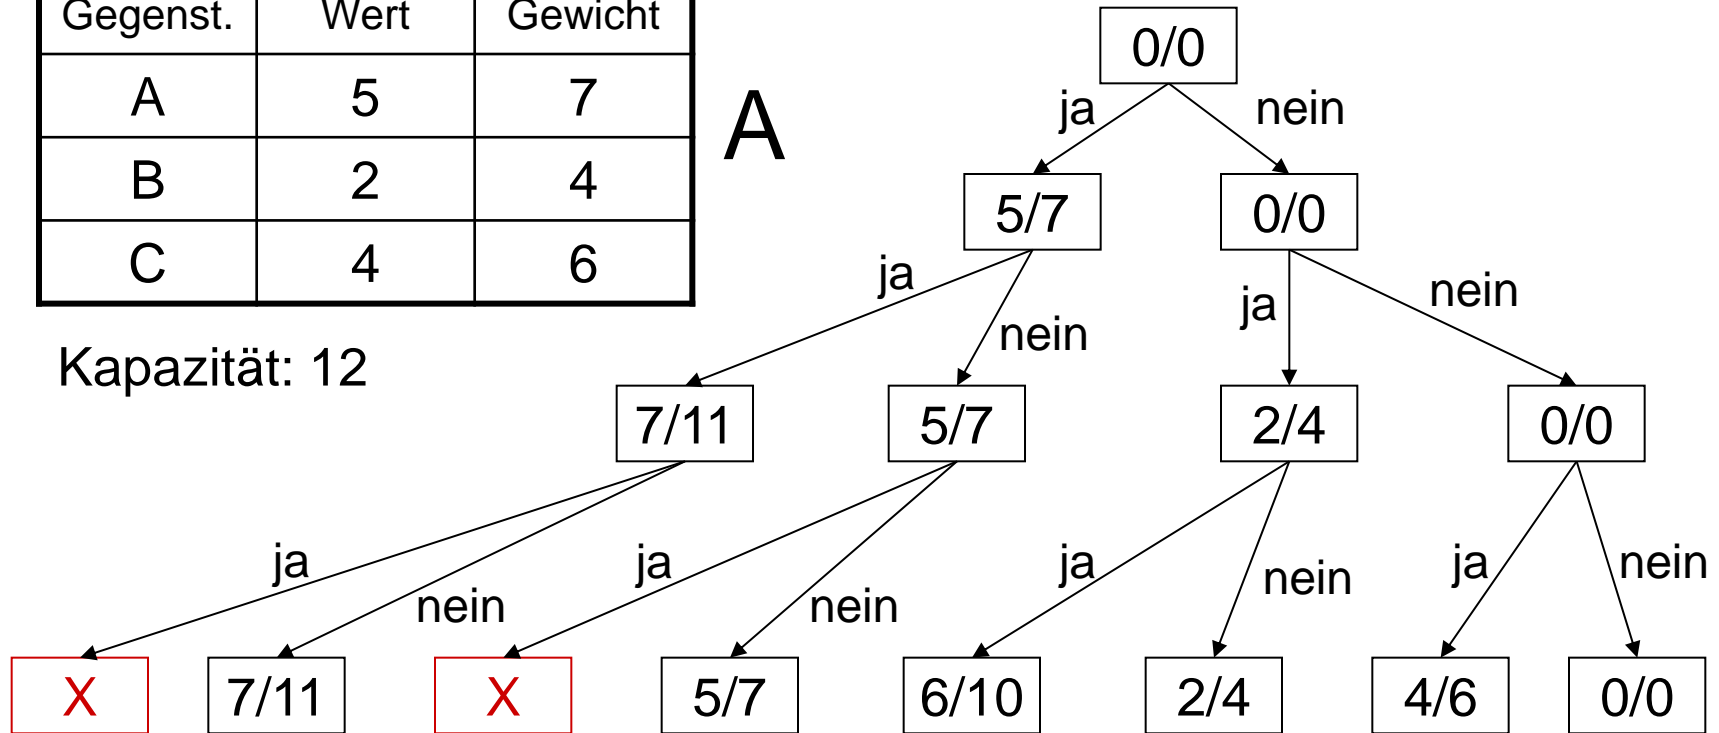 Gegenst. Wert Gewicht
A 5 7
B 2 4
C 4 6
Kapazität: 12
A
0/0
ja nein
5/7 0/0
ja nein ja nein
7/11 5/7 2/4 0/0
ja nein ja nein ja nein ja nein
X 7/11 X 5/7 6/10 2/4 4/6 0/0